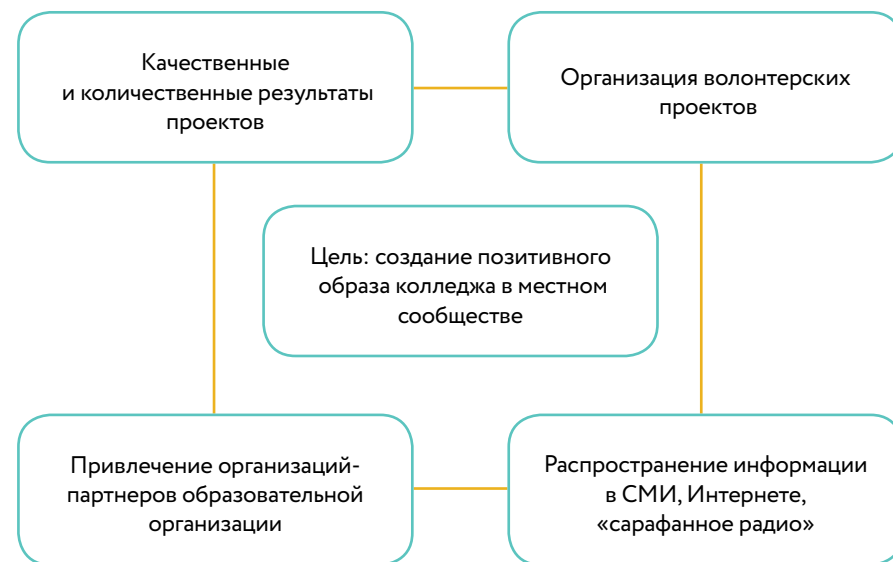 Качественные
и количественные результаты
проектов
Организация волонтерских
проектов
Цель: создание позитивного
образа колледжа в местном
сообществе
Привлечение организаций-
партнеров образовательной
организации
Распространение информации
в СМИ, Интернете,
«сарафанное радио»